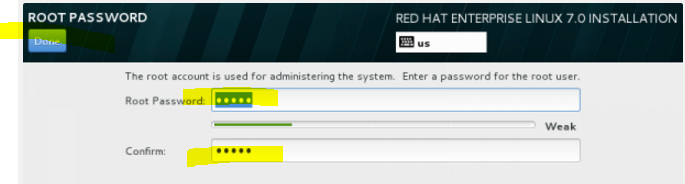 ROOT PASSWORD
RED HAT ENTERPRISE LINUX 7.0 INSTALLATION
Done
us
The root account is used for administering the system. Enter a password for the root user.
Root Password: •••••
Weak
Confirm: •••••